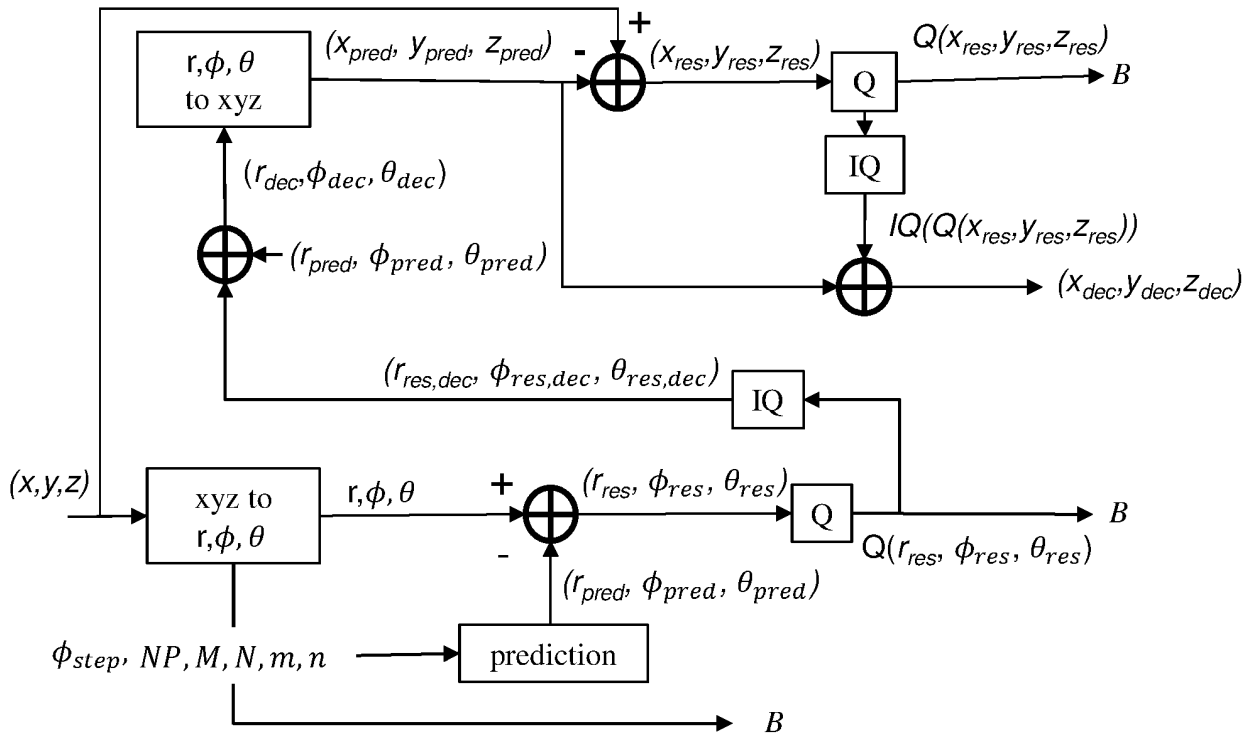 +
(x_pred, y_pred, z_pred)
-
(x_res,y_res,z_res)
Q(x_res,y_res,z_res)
r,ϕ, θ
to xyz
Q
B
IQ
(r_dec,ϕ_dec, θ_dec)
IQ(Q(x_res,y_res,z_res))
(r_pred, ϕ_pred, θ_pred)
(x_dec,y_dec,z_dec)
(r_res,dec, ϕ_res,dec, θ_res,dec)
IQ
(x,y,z)
xyz to
r,ϕ, θ
r,ϕ, θ
+
-
(r_res, ϕ_res, θ_res)
Q
B
Q(r_res, ϕ_res, θ_res)
(r_pred, ϕ_pred, θ_pred)
ϕ_step, NP, M, N, m, n
prediction
B